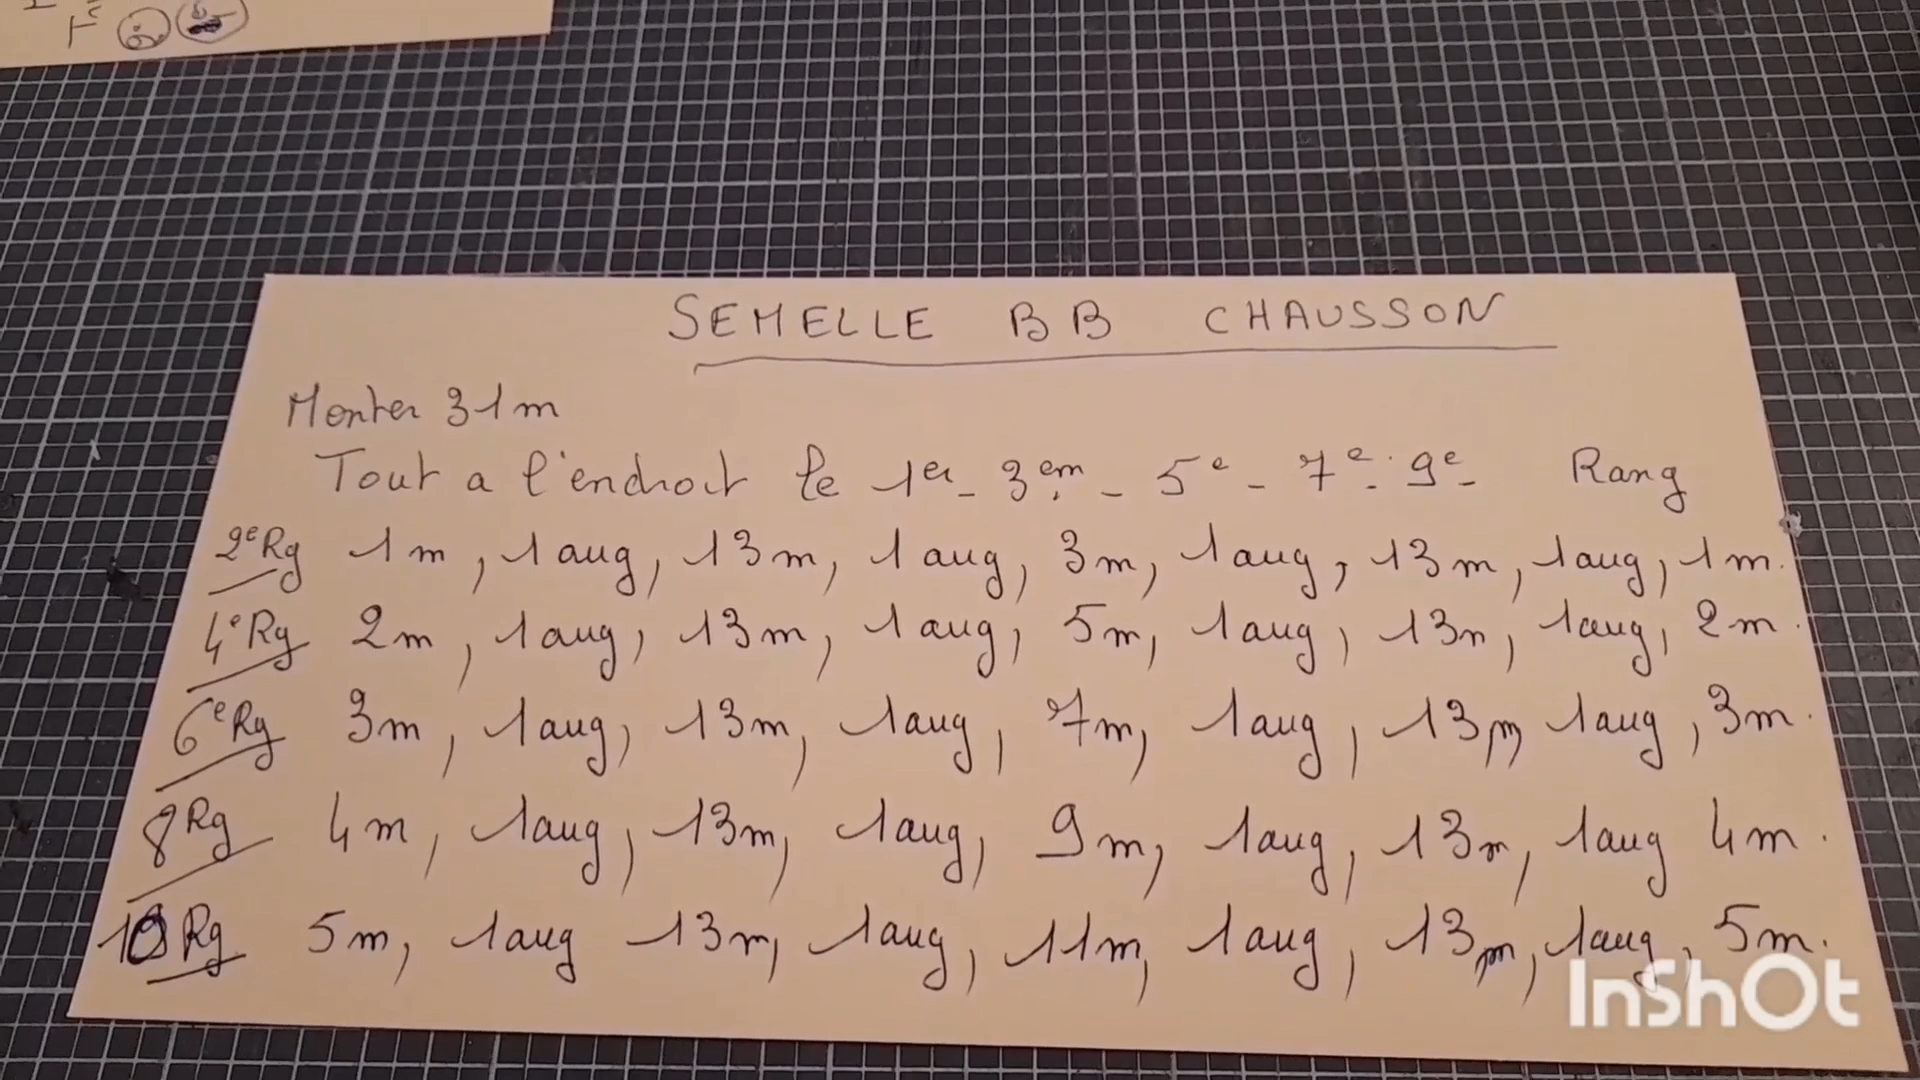 SEMELLE BB CHAUSSON
Monter 31m
Tout a l'endroit le 1er - 3em - 5e - 7e - 9e Rang
2e Rg 1m, 1aug, 13m, 1aug, 3m, 1aug, 13m, 1aug, 1m.
4e Rg 2m, 1aug, 13m, 1aug, 5m, 1aug, 13m, 1aug, 2m.
6e Rg 3m, 1aug, 13m, 1aug, 7m, 1aug, 13m, 1aug, 3m.
8 Rg 4m, 1aug, 13m, 1aug, 9m, 1aug, 13m, 1aug 4m.
10 Rg 5m, 1aug 13m, 1aug, 11m, 1aug, 13m, 1aug, 5m.
InShOt